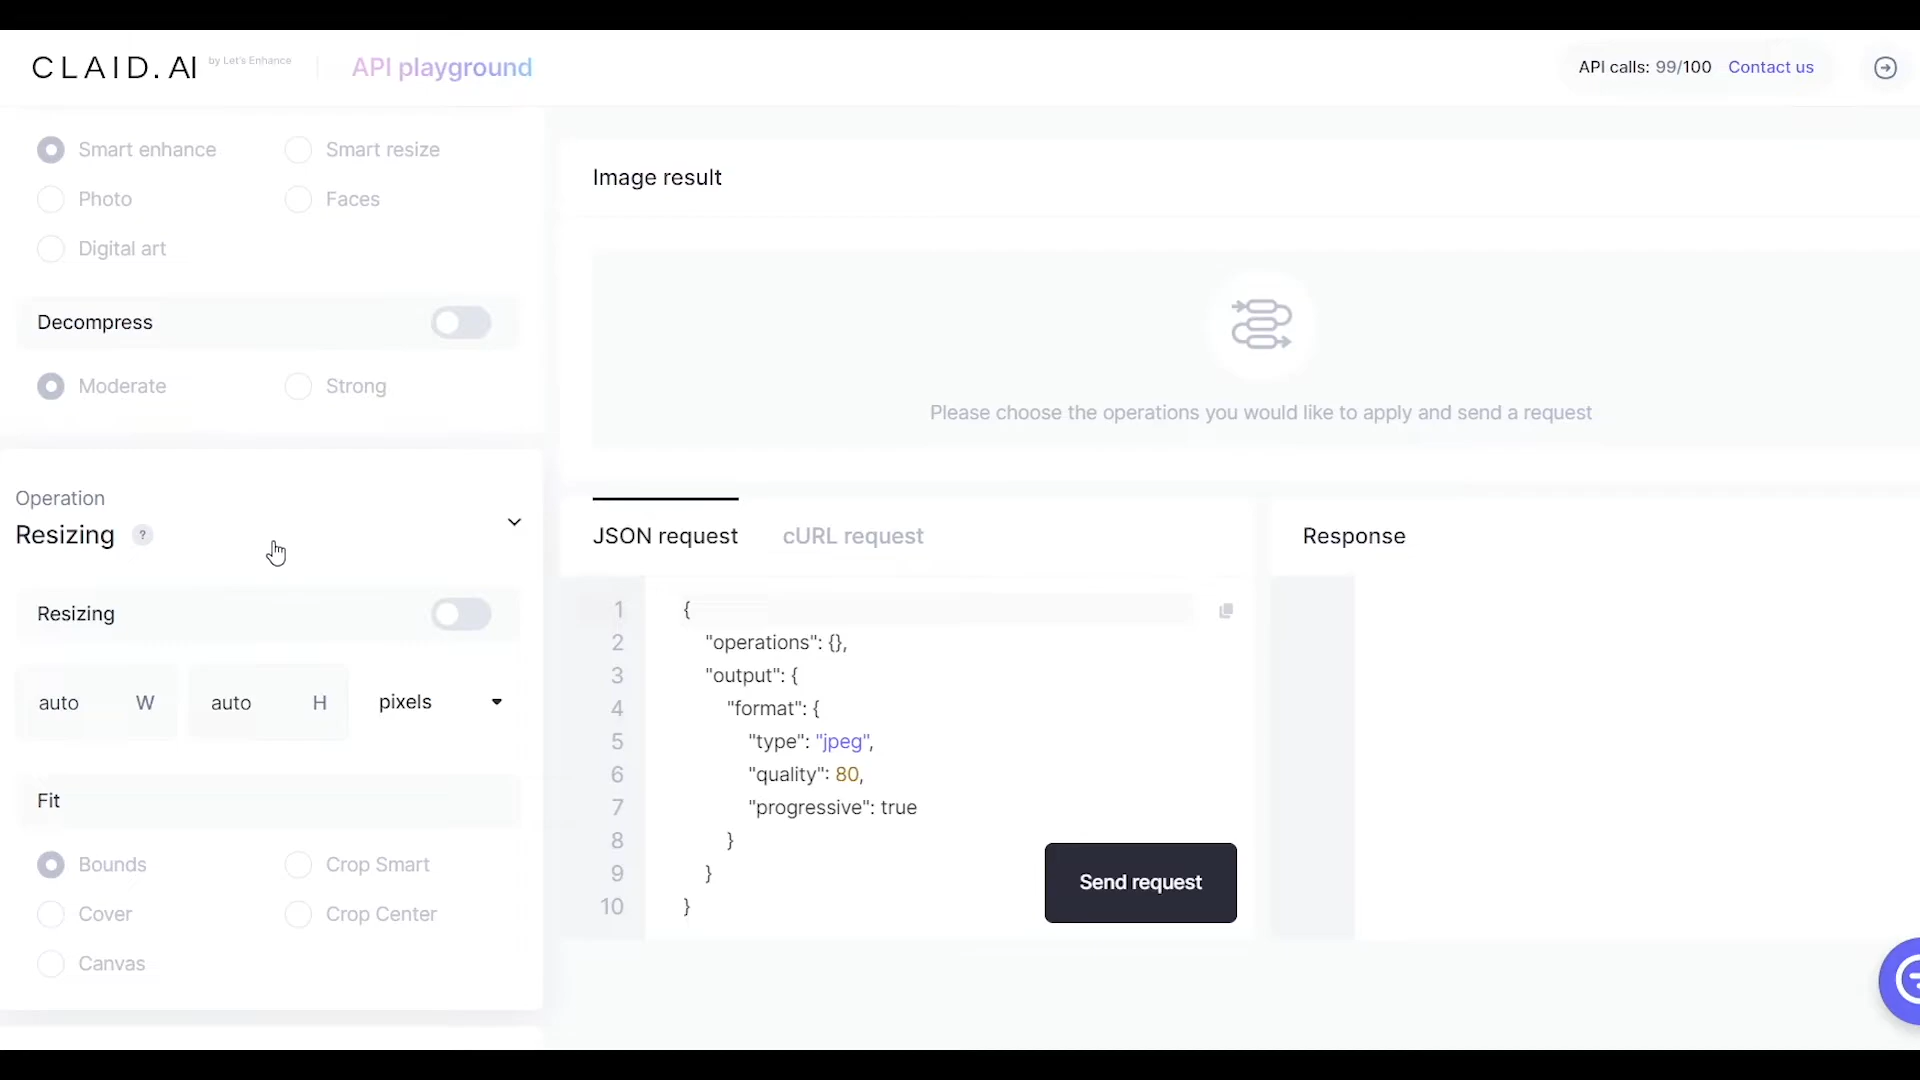 CLAID.AI by Let's Enhance
API playground
API calls: 99/100 Contact us
Smart enhance
Smart resize
Photo
Faces
Digital art
Decompress
Moderate
Strong
Operation
Resizing ?
Resizing
auto W auto H pixels
Fit
Bounds
Crop Smart
Cover
Crop Center
Canvas
Image result
Please choose the operations you would like to apply and send a request
JSON request
cURL request
1 {
2 "operations": {},
3 "output": {
4 "format": {
5 "type": "jpeg",
6 "quality": 80,
7 "progressive": true
8 }
9 }
10 }
Send request
Response